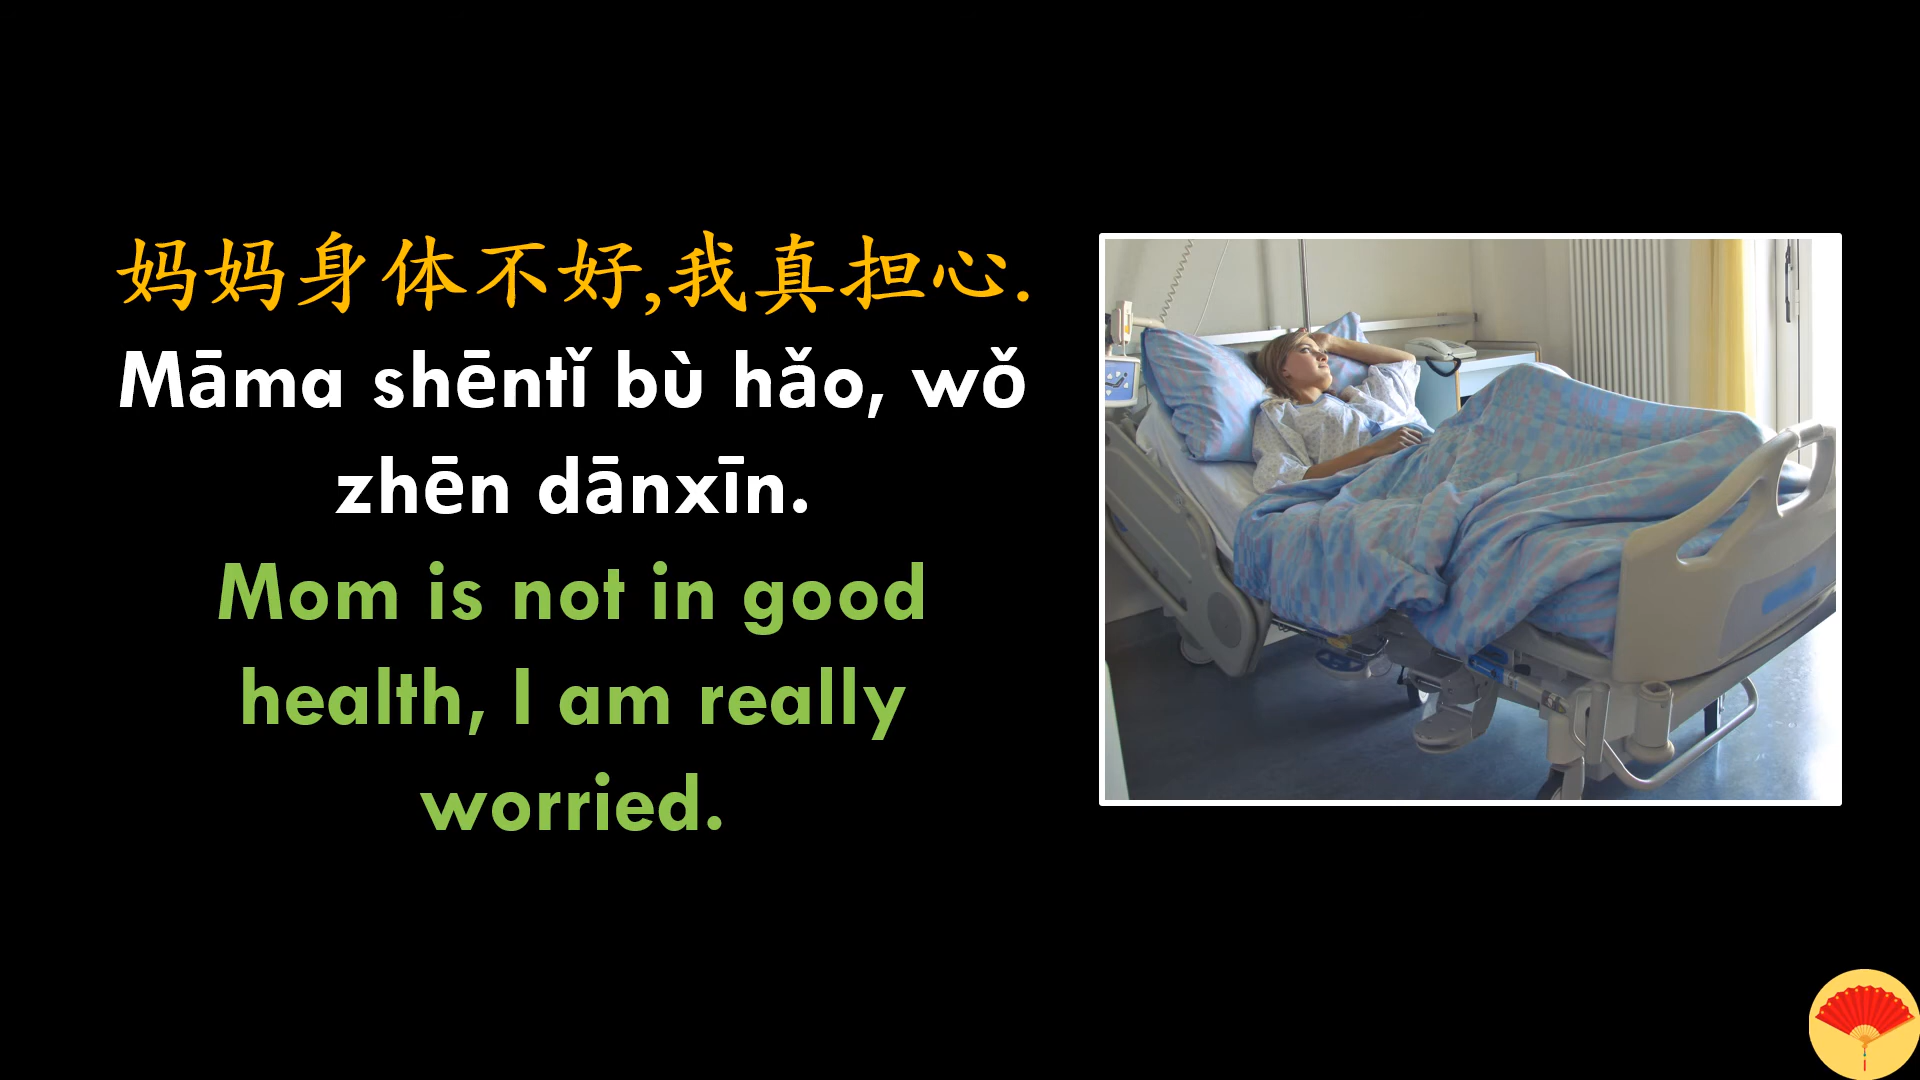 妈妈身体不好,我真担心.
Māma shēntǐ bù hǎo, wǒ
zhēn dānxīn.
Mom is not in good
health, I am really
worried.